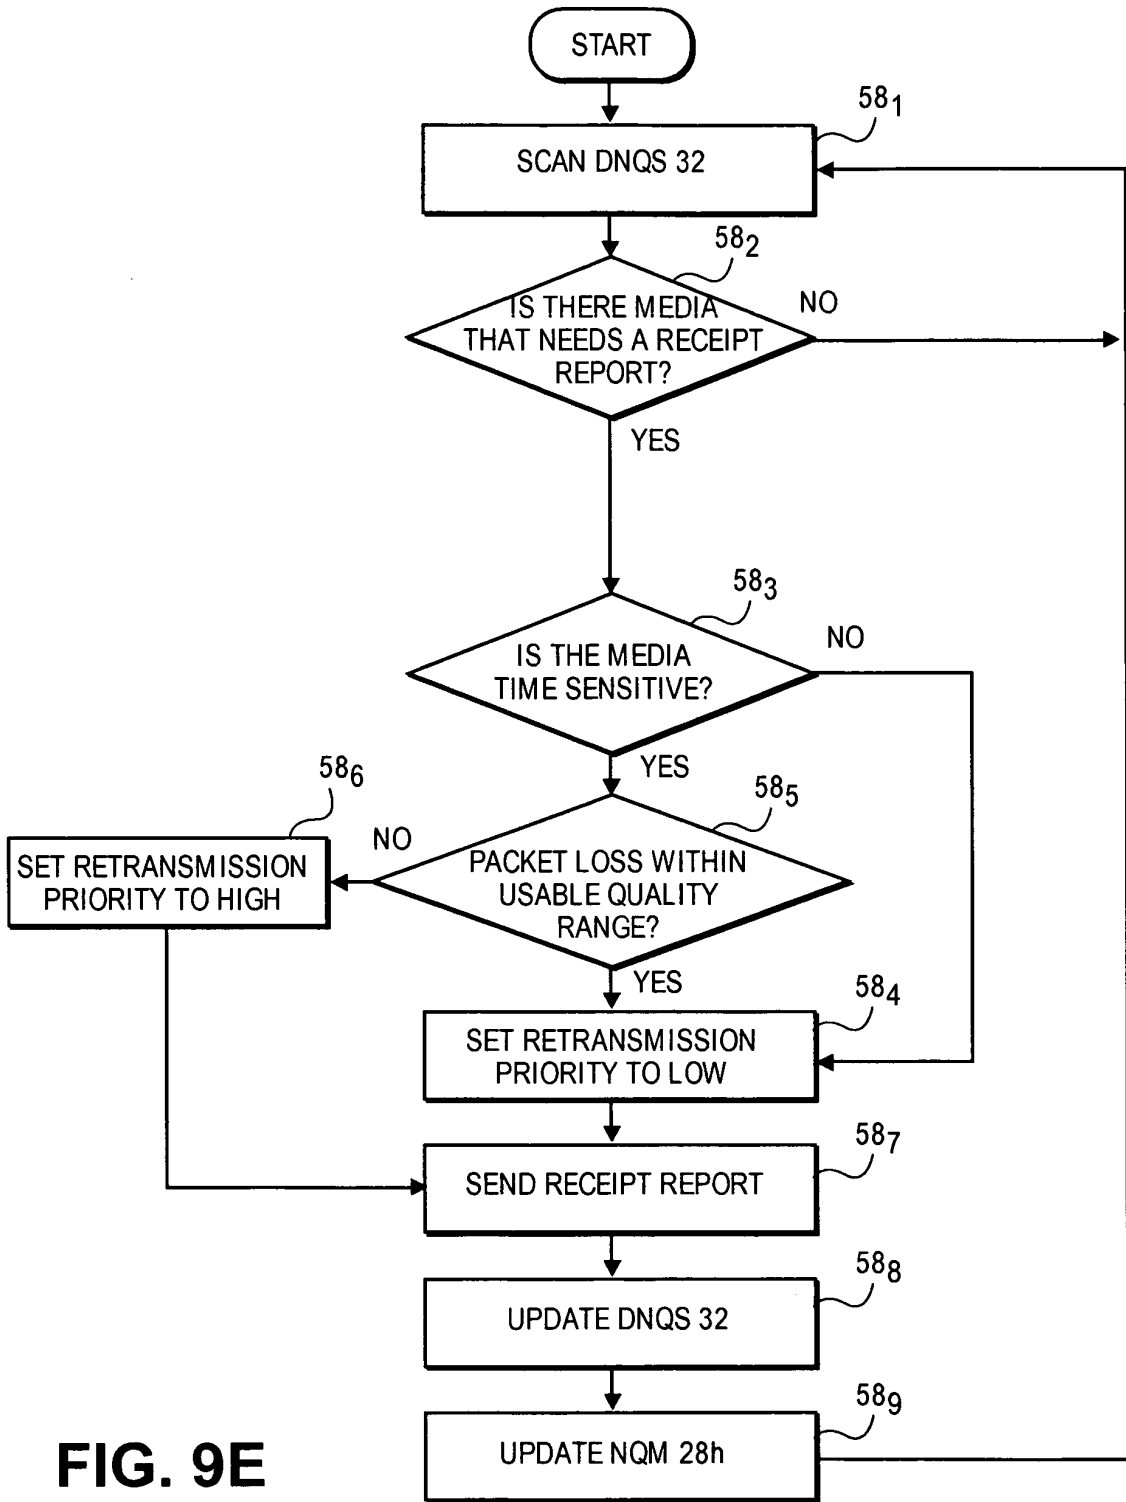 START
58₁
SCAN DNQS 32
58₂
IS THERE MEDIA
THAT NEEDS A RECEIPT
REPORT?
NO
YES
58₃
IS THE MEDIA
TIME SENSITIVE?
NO
YES
58₆
SET RETRANSMISSION
PRIORITY TO HIGH
NO
58₅
PACKET LOSS WITHIN
USABLE QUALITY
RANGE?
YES
58₄
SET RETRANSMISSION
PRIORITY TO LOW
58₇
SEND RECEIPT REPORT
58₈
UPDATE DNQS 32
58₉
UPDATE NQM 28h
FIG. 9E